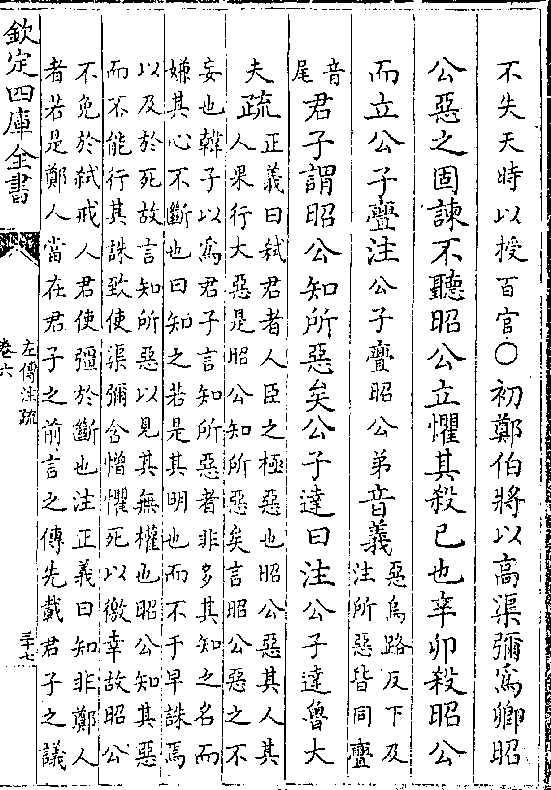 不失天時以授百官○初鄭伯將以高渠彌爲卿昭
公惡之固諫不聽昭公立懼其殺己也辛卯殺昭公
而立公子亹注公子亹昭公弟音義惡烏路反下及
注所惡皆同亹
音
尾君子謂昭公知所惡矣公子達曰注公子達魯大
夫疏正義曰弑君者人臣之極惡也昭公惡其人其
人果行大惡是昭公知所惡矣言昭公惡之不
妄也韓子以爲君子言知所惡者非多其知之名而
嫌其心不斷也曰知之若是其明也而不于早誅焉
以及於死故言知所惡以見其無權也昭公知其惡
而不能行其誅致使渠彌含憎懼死以徼幸故昭公
不免於弑戒人君使彊於斷也注正義曰知非鄭人
者若是鄭人當在君子之前言之傳先載君子之議
欽定四庫全書
左傳注疏
卷六
三十七